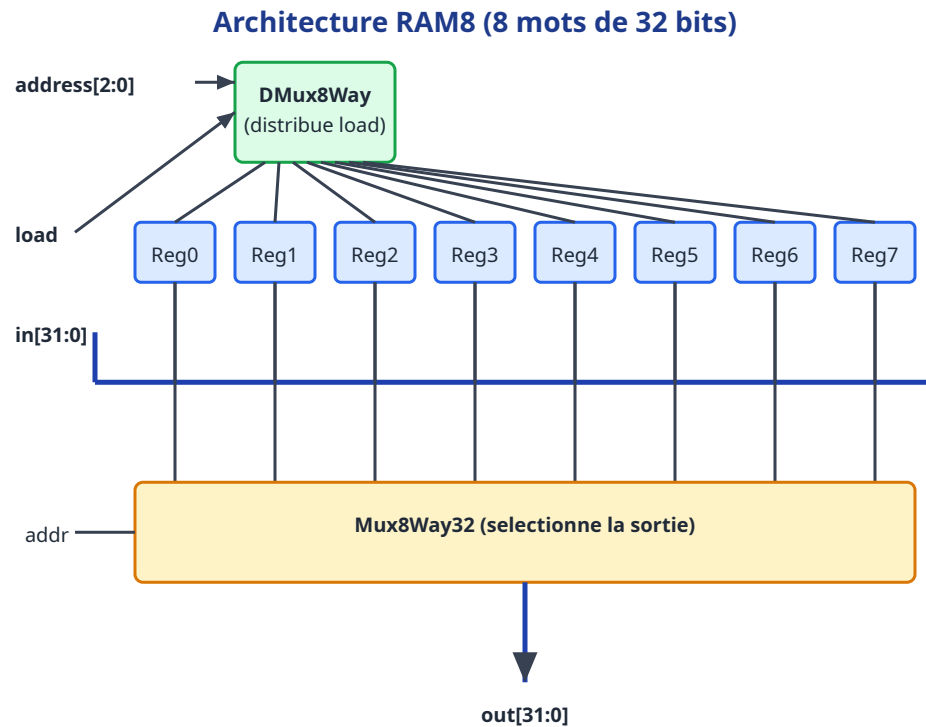 Architecture RAM8 (8 mots de 32 bits)
address[2:0]
DMux8Way
(distribue load)
load
Reg0
Reg1
Reg2
Reg3
Reg4
Reg5
Reg6
Reg7
in[31:0]
addr
Mux8Way32 (selectionne la sortie)
out[31:0]